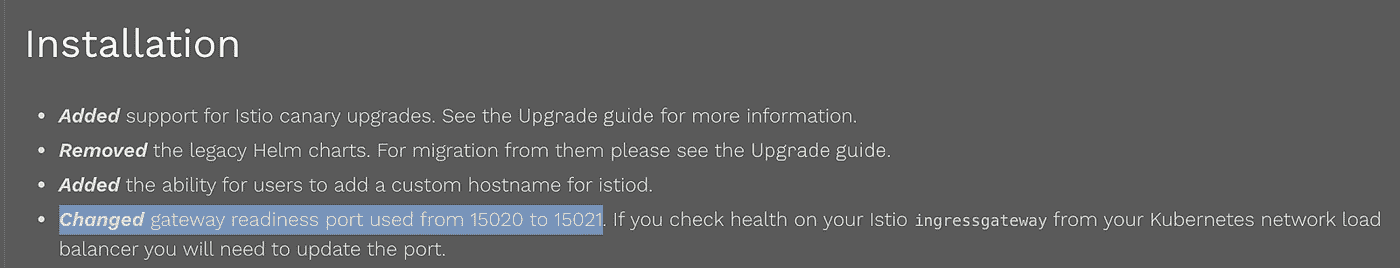 Installation
Added support for Istio canary upgrades. See the Upgrade guide for more information.
Removed the legacy Helm charts. For migration from them please see the Upgrade guide.
Added the ability for users to add a custom hostname for istiod.
Changed gateway readiness port used from 15020 to 15021. If you check health on your Istio ingressgateway from your Kubernetes network load
balancer you will need to update the port.